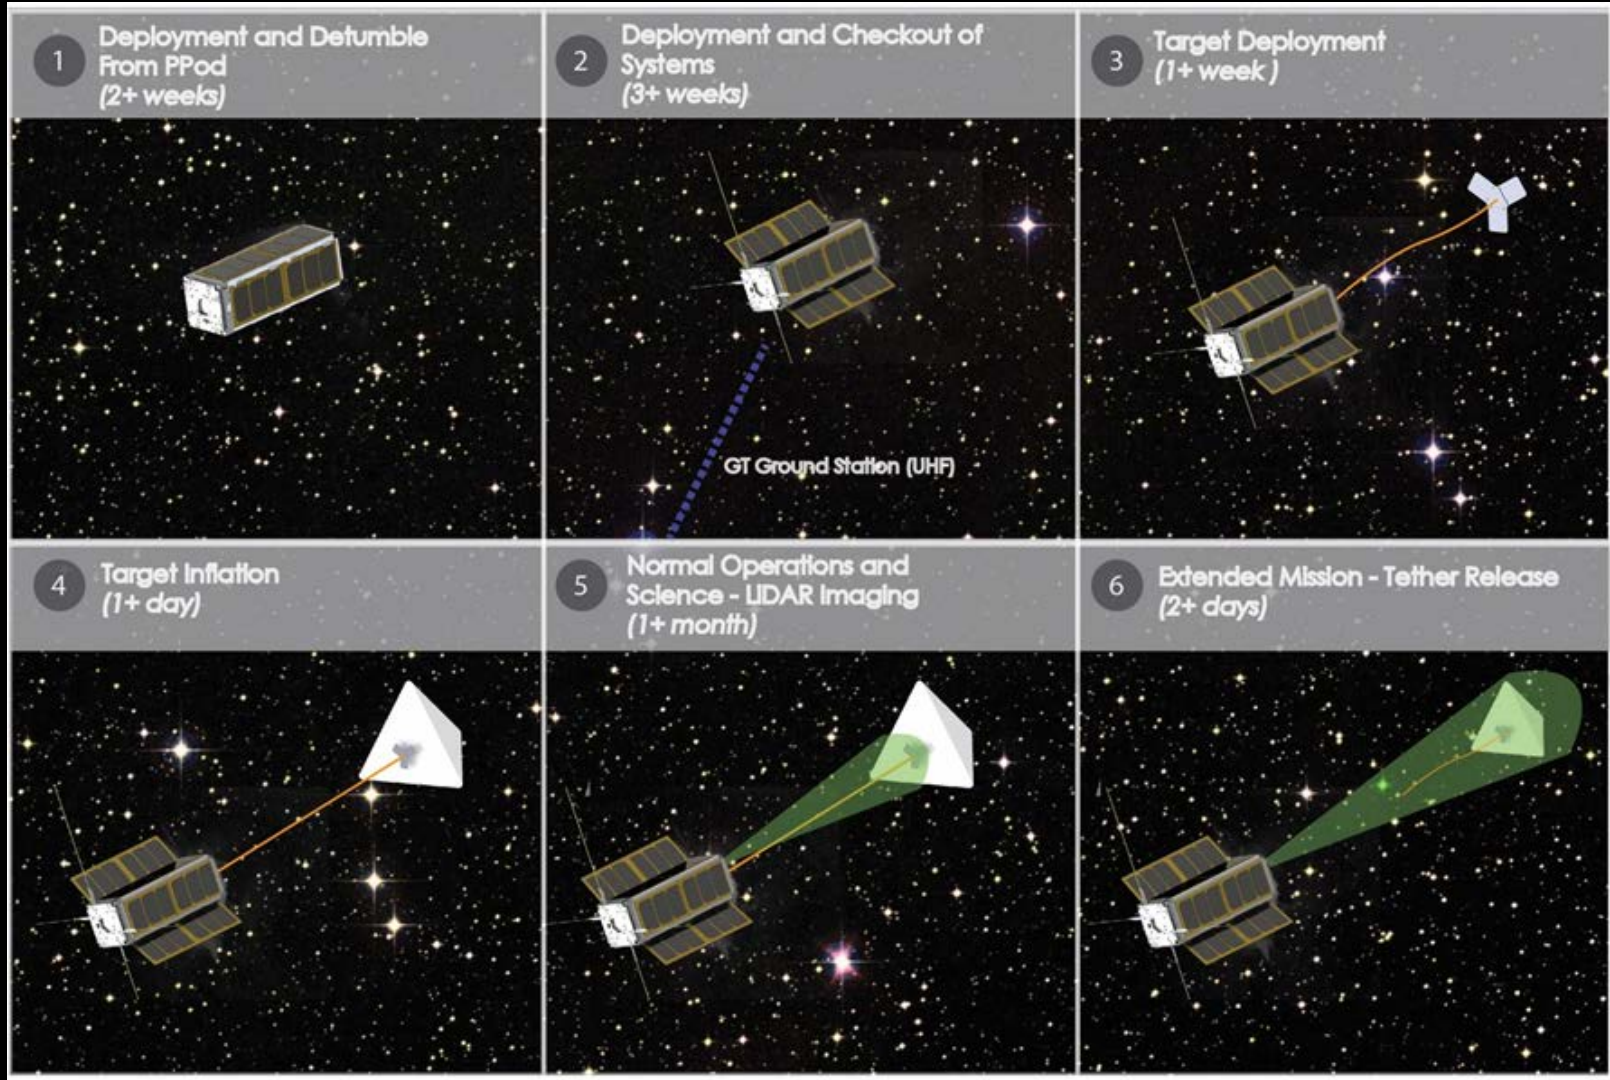 1
Deployment and Detumble
From PPod
(2+ weeks)
2
Deployment and Checkout of
Systems
(3+ weeks)
GT Ground Station (UHF)
3
Target Deployment
(1+ week )
4
Target Inflation
(1+ day)
5
Normal Operations and
Science - LIDAR Imaging
(1+ month)
6
Extended Mission - Tether Release
(2+ days)